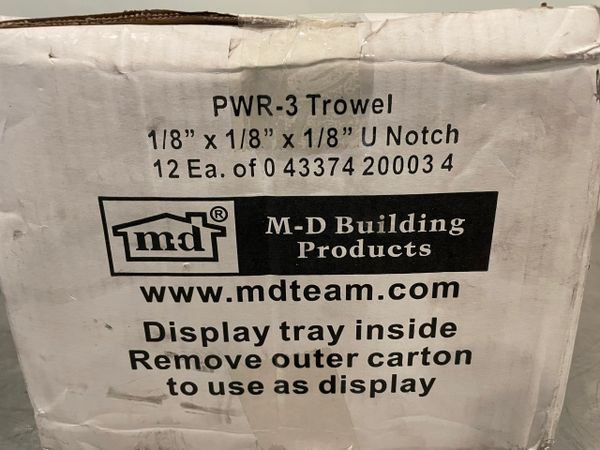 PWR-3 Trowel
1/8” x 1/8” x 1/8” U Notch
12 Ea. of 0 43374 20003 4
md®
M-D Building
Products
www.mdteam.com
Display tray inside
Remove outer carton
to use as display